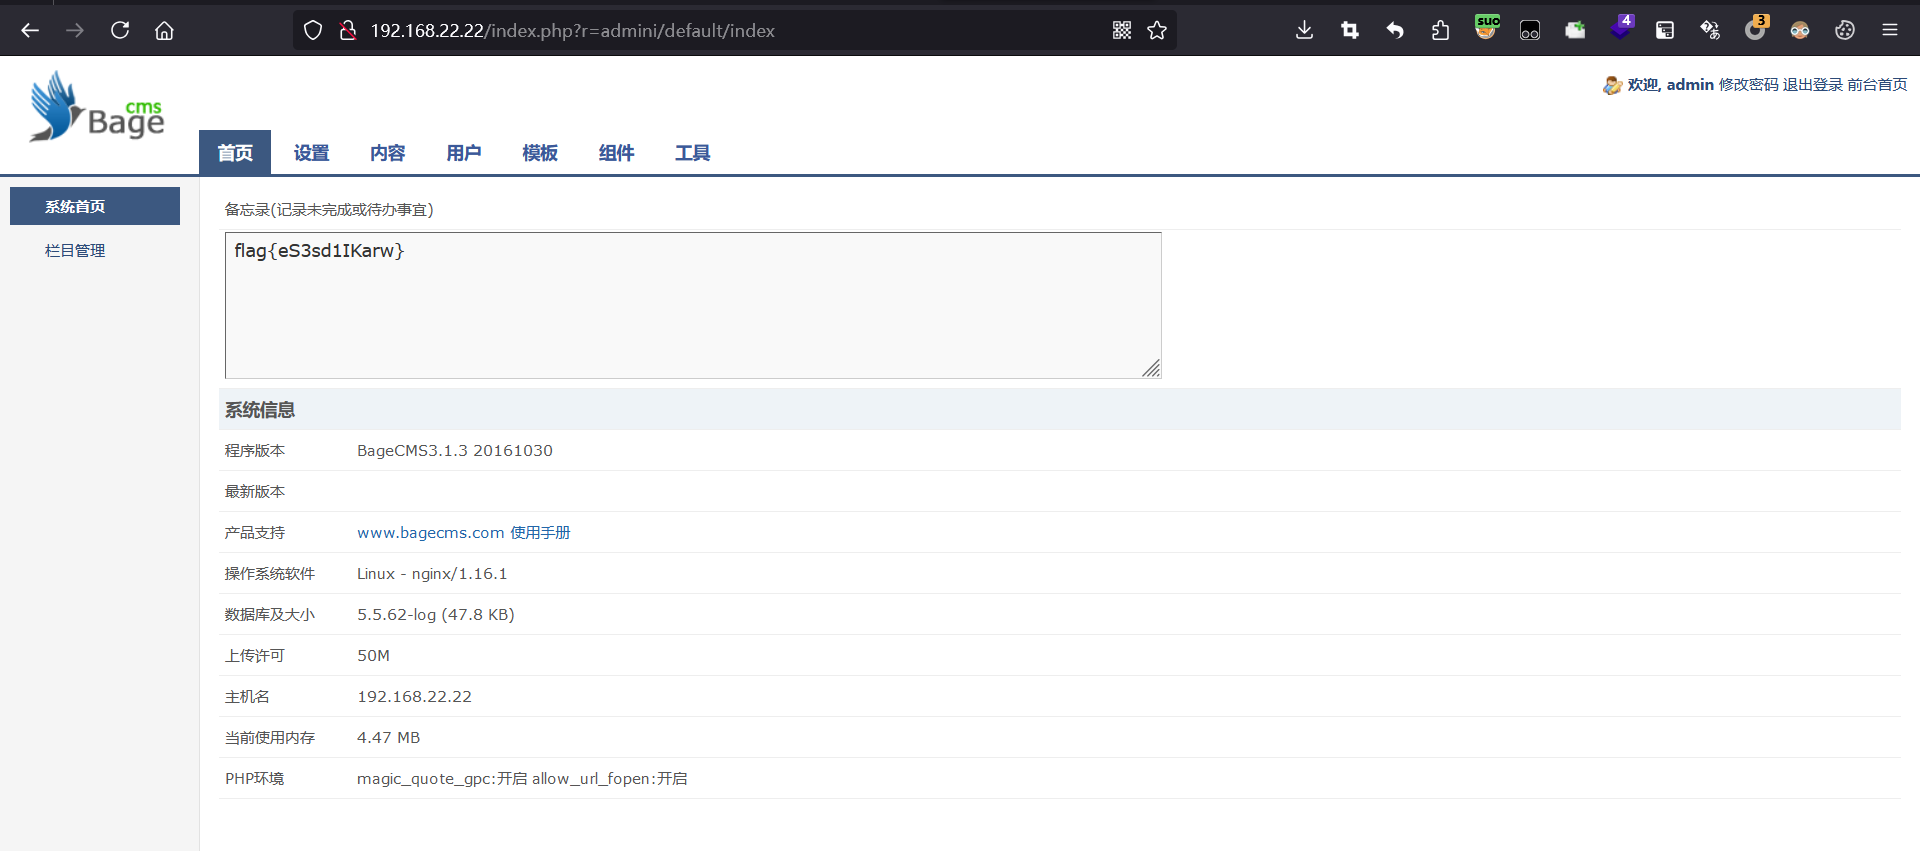 192.168.22.22/index.php?r=admini/default/index
SUO
4
3
Bage cms
欢迎, admin 修改密码 退出登录 前台首页
首页 设置 内容 用户 模板 组件 工具
系统首页
栏目管理
备忘录(记录未完成或待办事宜)
flag{eS3sd1IKarw}
系统信息
程序版本 BageCMS3.1.3 20161030
最新版本
产品支持 www.bagecms.com 使用手册
操作系统软件 Linux - nginx/1.16.1
数据库及大小 5.5.62-log (47.8 KB)
上传许可 50M
主机名 192.168.22.22
当前使用内存 4.47 MB
PHP环境 magic_quote_gpc:开启 allow_url_fopen:开启